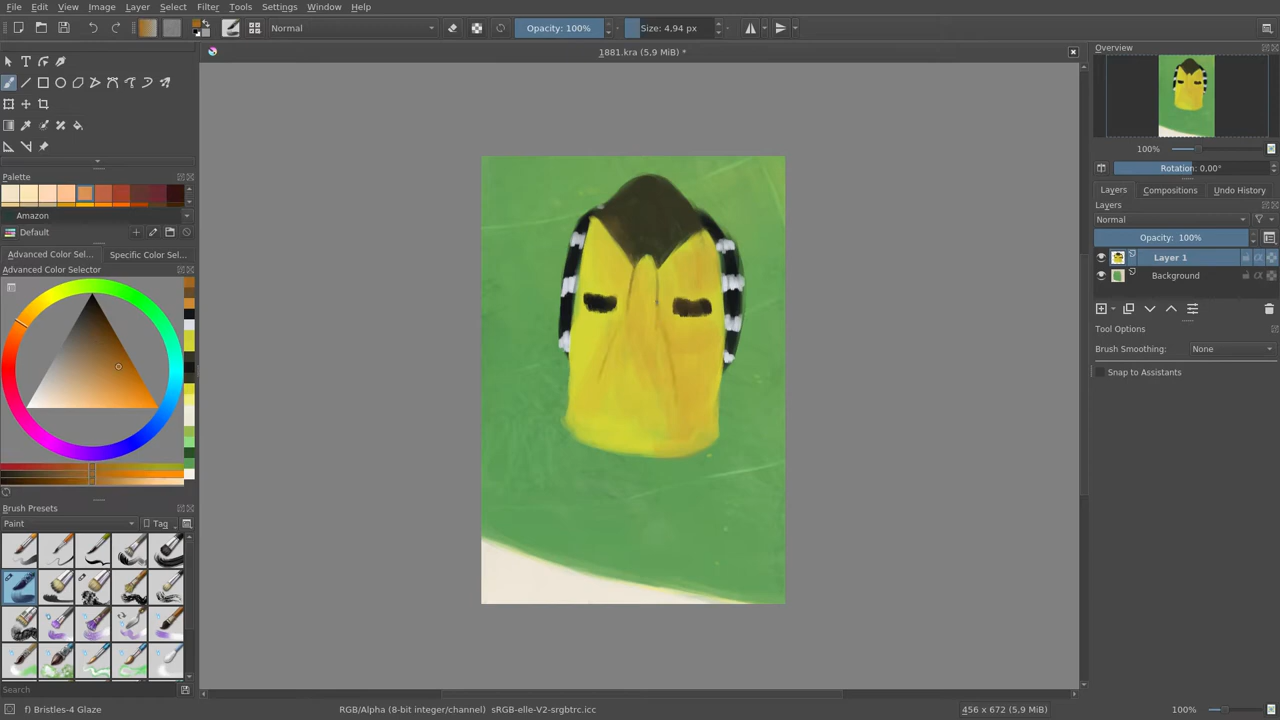 File Edit View Image Layer Select Filter Tools Settings Window Help
Normal Opacity: 100% Size: 4,94 px
1881.kra (5,9 MiB) *
Overview
100%
Rotation: 0,00°
Layers Compositions Undo History
Layers
Normal
Opacity: 100%
Layer 1
Background
Tool Options
Brush Smoothing: None
Snap to Assistants
Palette
Amazon
Default
Advanced Color Sel... Specific Color Sel...
Advanced Color Selector
Brush Presets
Paint Tag
Search
f) Bristles-4 Glaze RGB/Alpha (8-bit integer/channel) sRGB-elle-V2-srgbtrc.icc 456 x 672 (5,9 MiB) 100%